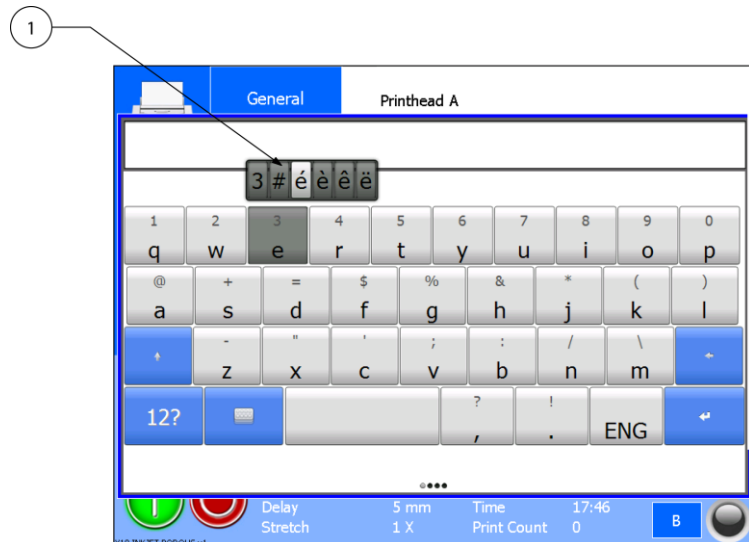 1
General Printhead A
3 # é è ê ë
1 2 3 4 5 6 7 8 9 0
q w e r t y u i o p
@ + = $ % & * ( )
a s d f g h j k l
- " ' ; : / \
z x c v b n m
12? ? ! ENG
, .
Delay 5 mm Time 17:46
Stretch 1 X Print Count 0
B